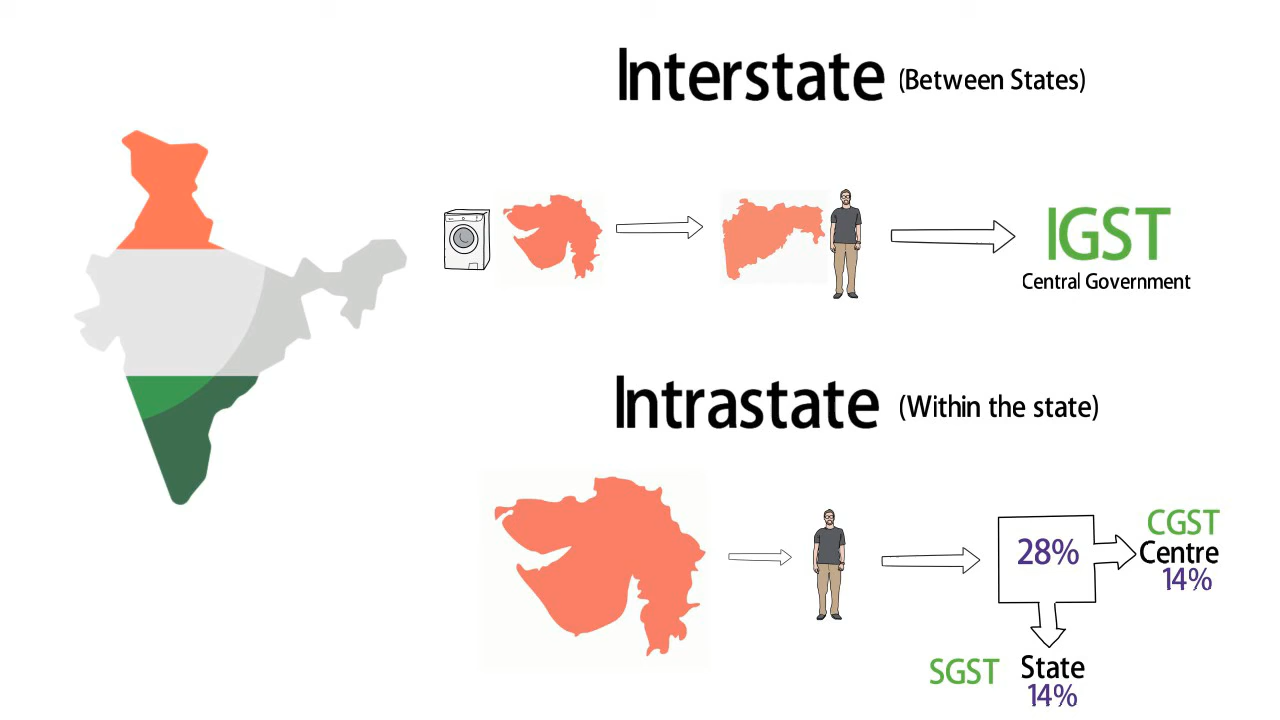 Interstate (Between States)
IGST
Central Government
Intrastate (Within the state)
28%
CGST
Centre
14%
SGST State
14%